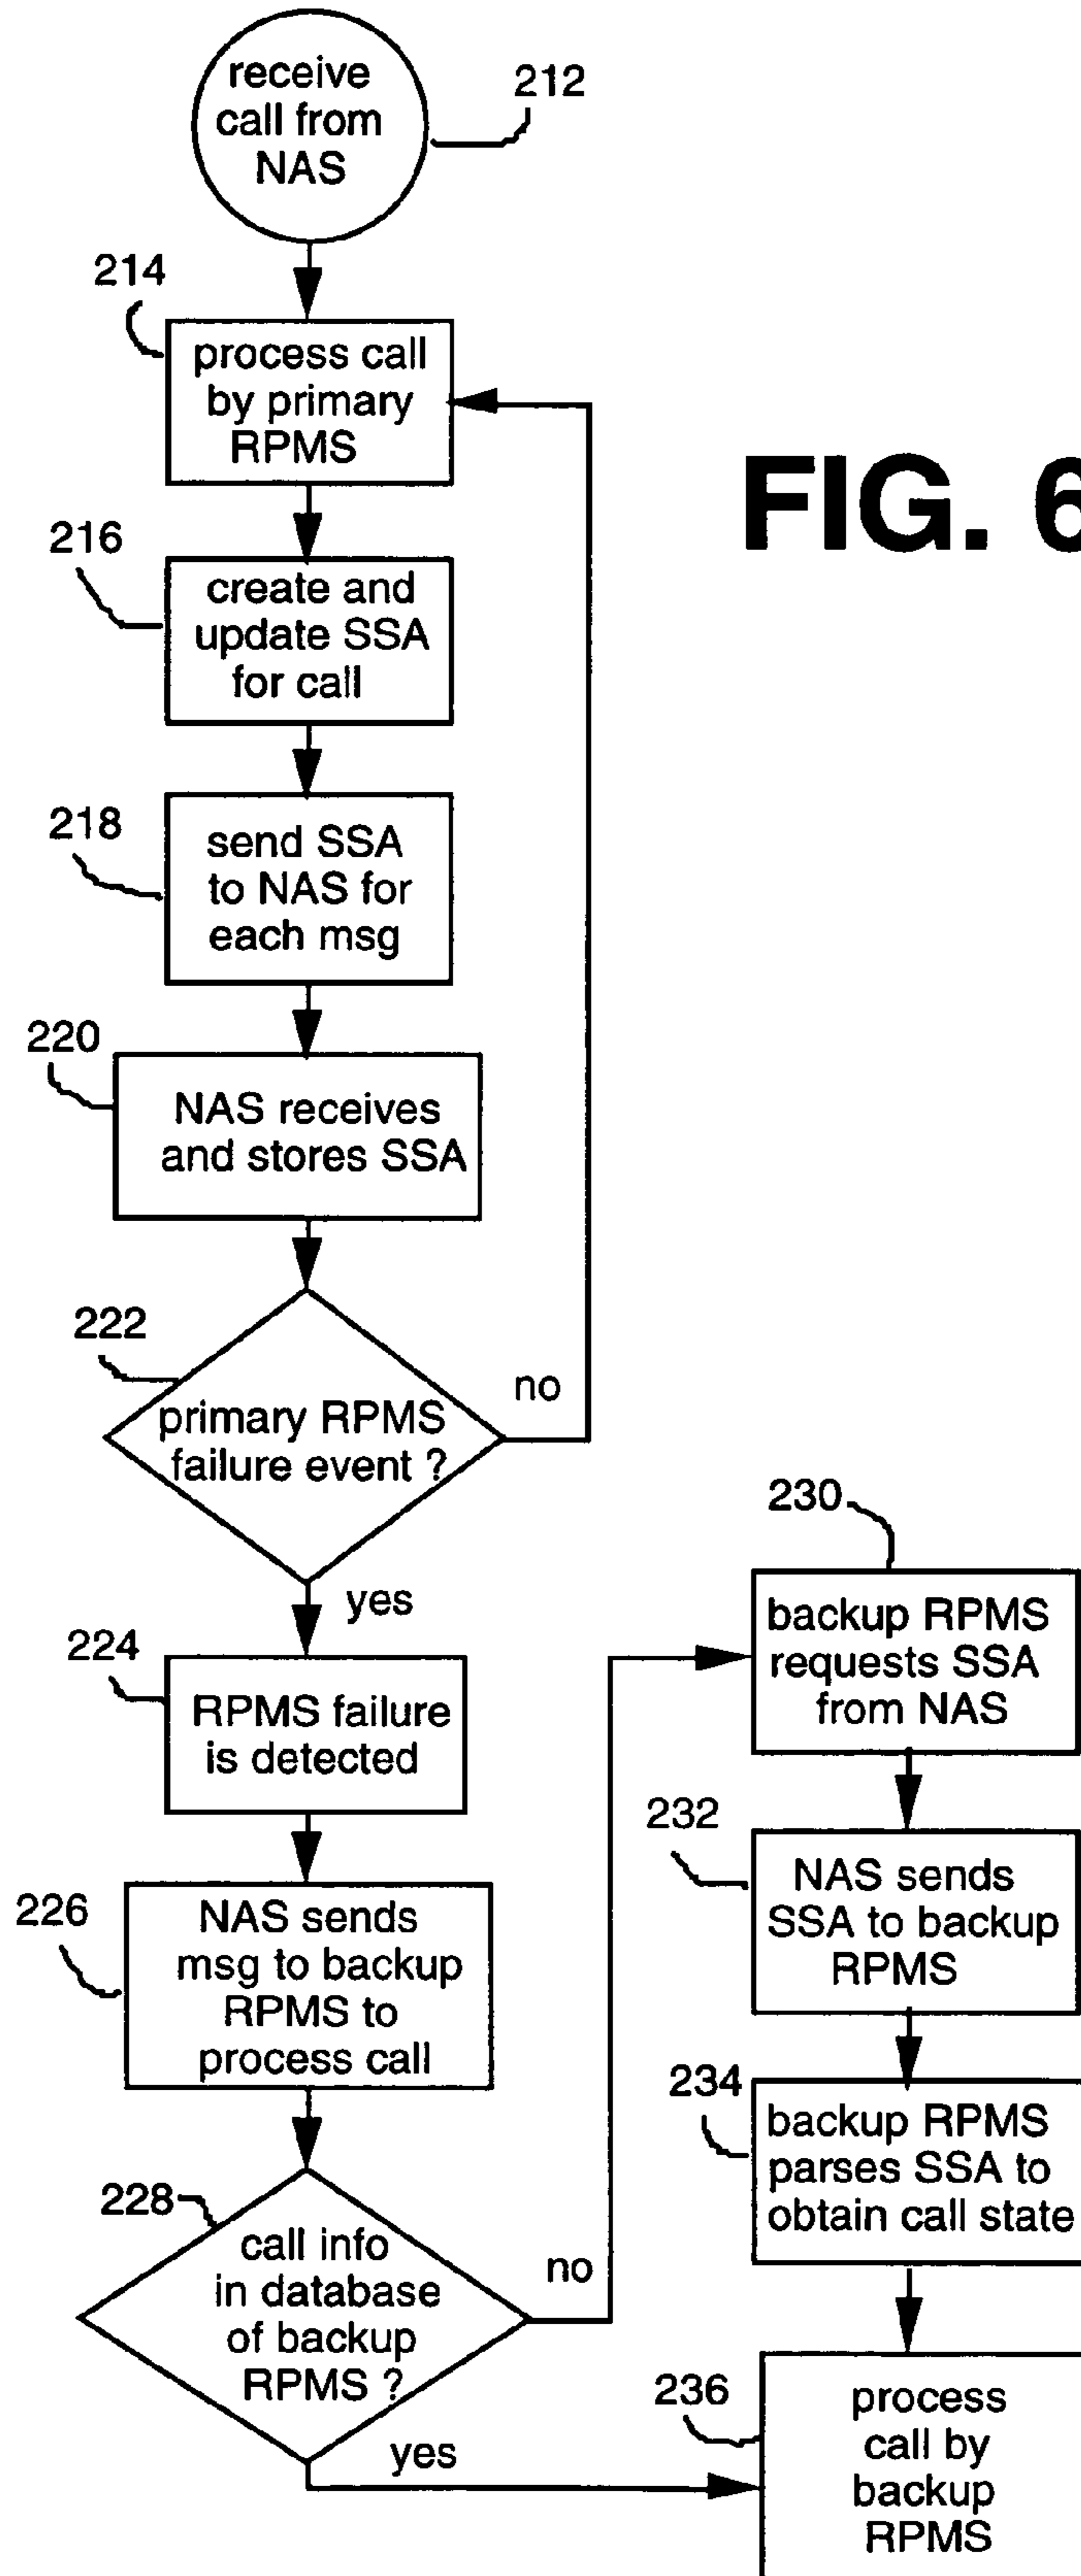 receive
call from
NAS
212
214
process call
by primary
RPMS
FIG. 6
216
create and
update SSA
for call
218
send SSA
to NAS for
each msg
220
NAS receives
and stores SSA
222
primary RPMS
failure event ?
no
yes
224
RPMS failure
is detected
226
NAS sends
msg to backup
RPMS to
process call
228
call info
in database
of backup
RPMS ?
no
yes
230
backup RPMS
requests SSA
from NAS
232
NAS sends
SSA to backup
RPMS
234
backup RPMS
parses SSA to
obtain call state
236
process
call by
backup
RPMS